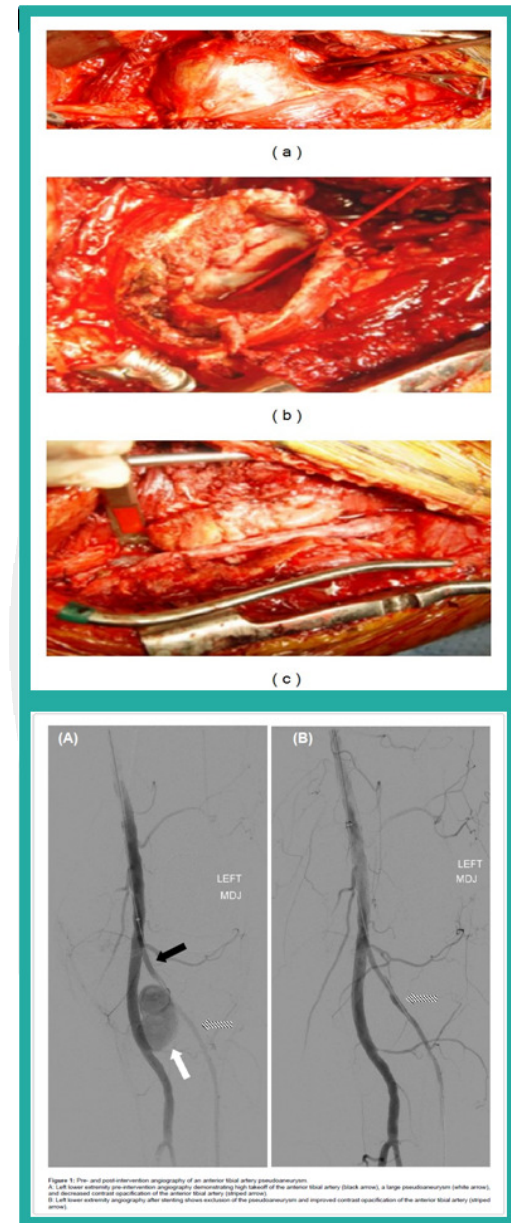 ( a )
( b )
( c )
(A)
(B)
LEFT
MDJ
LEFT
MDJ
Figure 1: Pre- and post-intervention angiography of an anterior tibial artery pseudoaneurysm.
A: Left lower extremity pre-intervention angiography demonstrating high takeoff of the anterior tibial artery (black arrow), a large pseudoaneurysm (white arrow),
and decreased contrast opacification of the anterior tibial artery (striped arrow).
B: Left lower extremity angiography after stenting shows exclusion of the pseudoaneurysm and improved contrast opacification of the anterior tibial artery (striped
arrow).